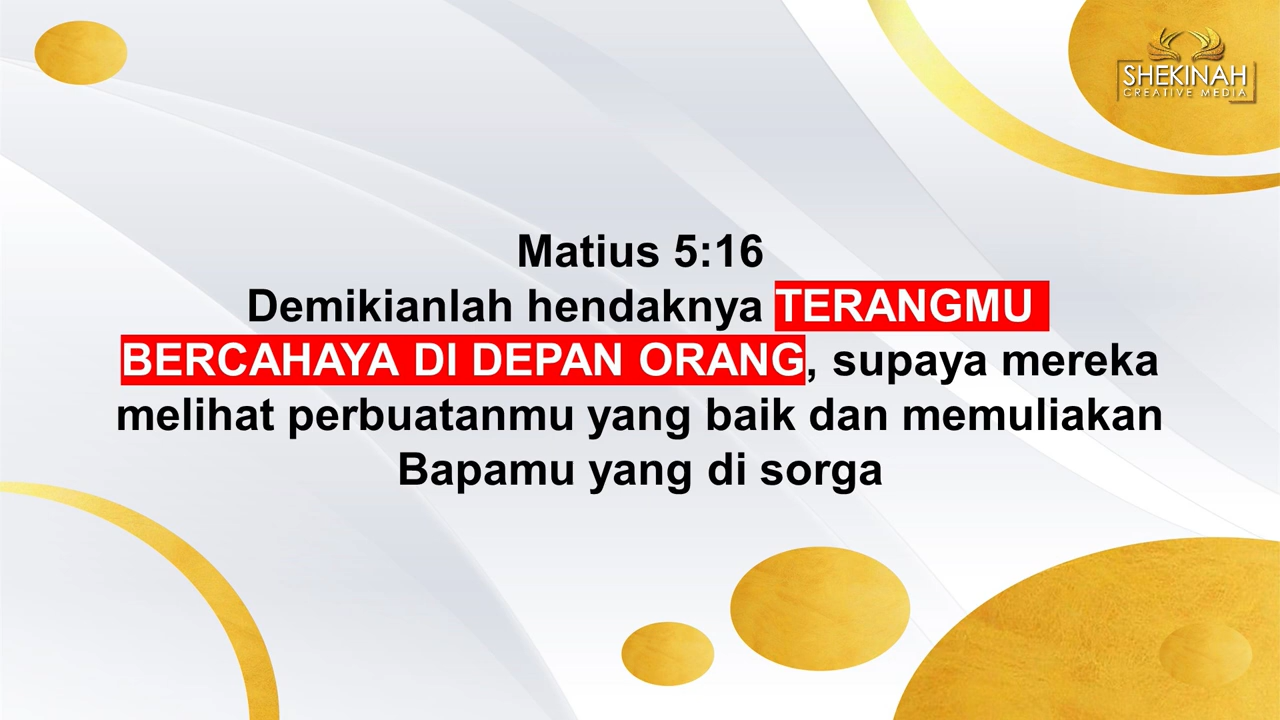 SHEKINAH
CREATIVE MEDIA
Matius 5:16
Demikianlah hendaknya TERANGMU
BERCAHAYA DI DEPAN ORANG, supaya mereka
melihat perbuatanmu yang baik dan memuliakan
Bapamu yang di sorga